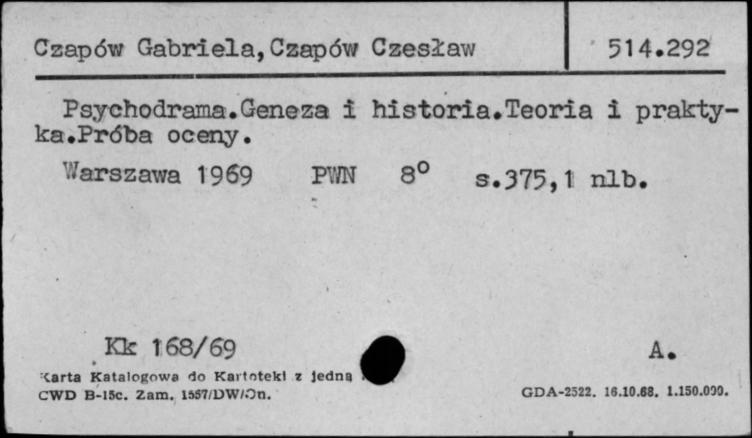 Czapów Gabriela, Czapów Czesław 514.292
Psychodrama.Geneza i historia.Teoria i prakty-
ka.Próba oceny.
Warszawa 1969 PWN 8° s.375,1 nlb.
Kk 168/69 A.
Karta Katalogowa do Kartoteki z jedną
CWD B-15c. Zam. 1557/DW/On. GDA-2522. 16.10.68. 1.150.000.